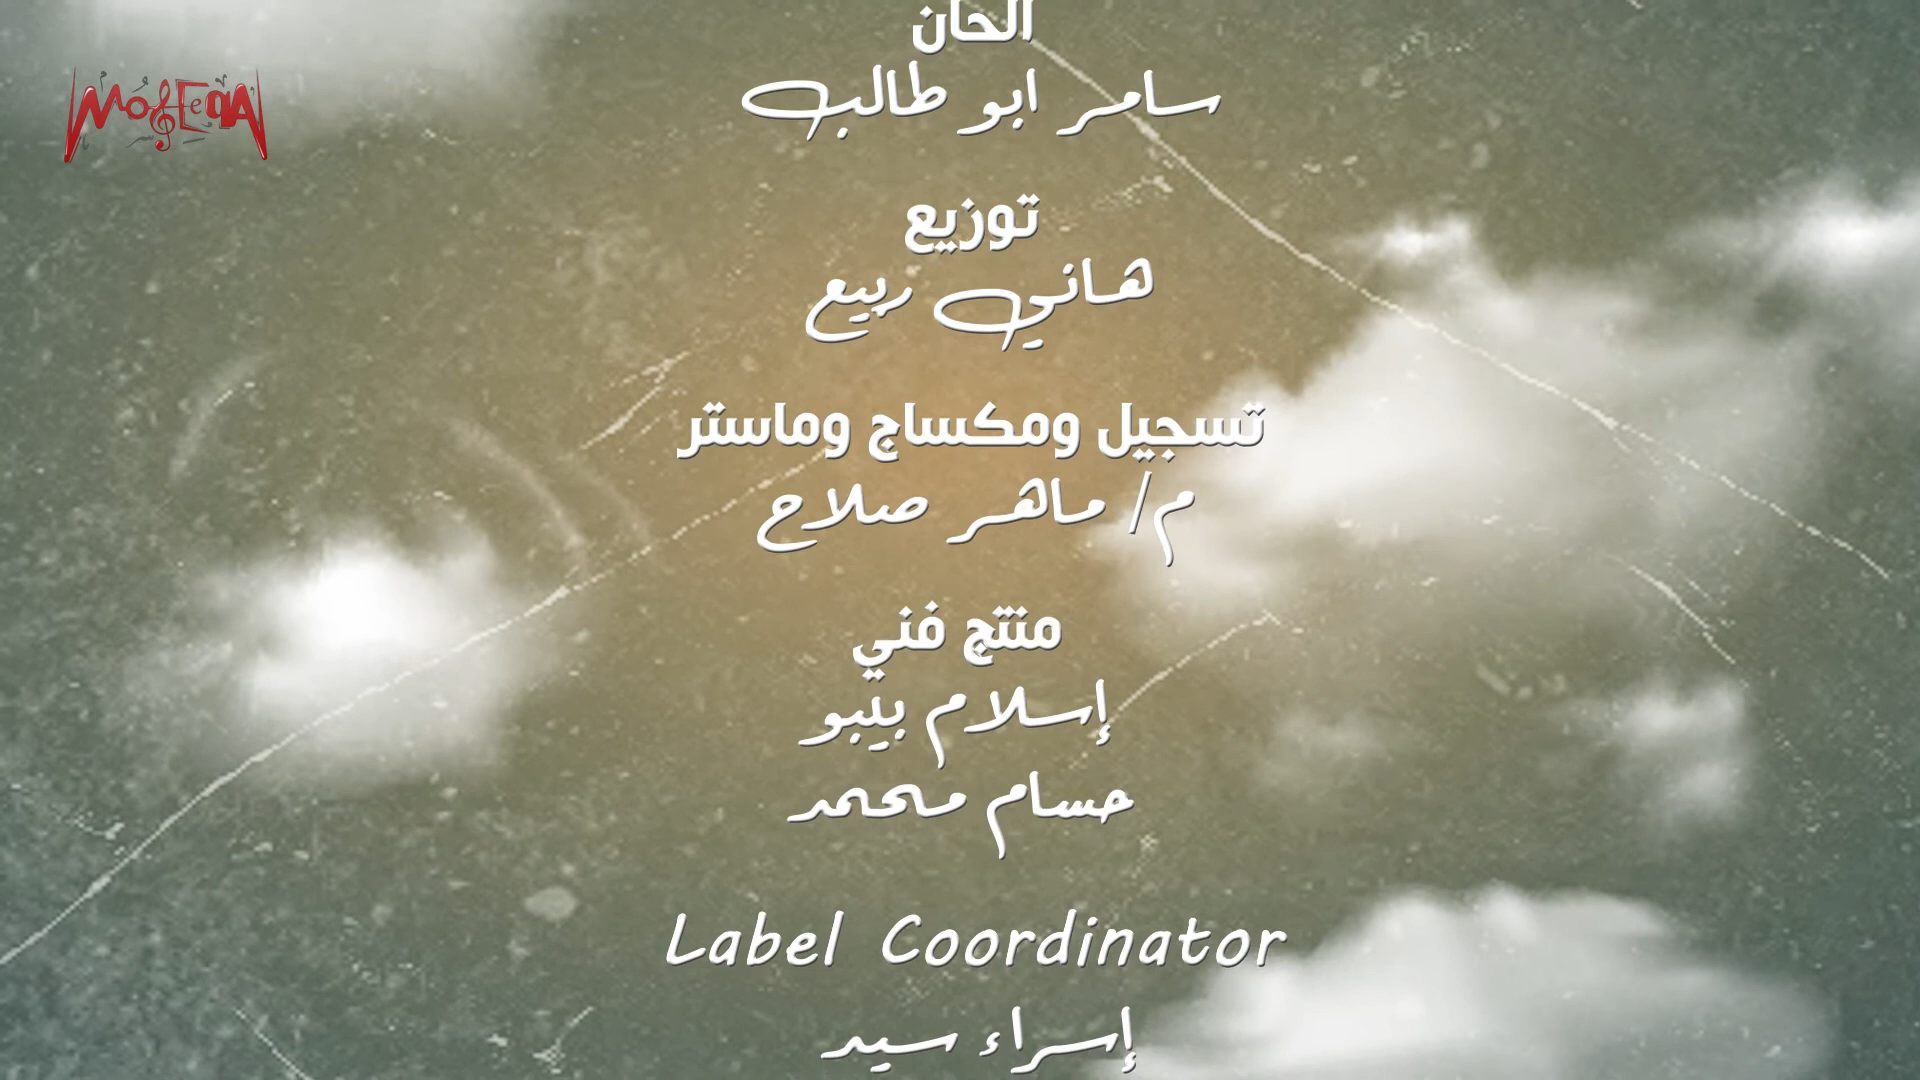 الحان
سامر ابو طالب
توزيع
هاني ربيع
تسجيل ومكساج وماستر
م/ ماهر صلاح
منتج فني
إسلام بيبو
حسام محمد
Label Coordinator
إسراء سيد